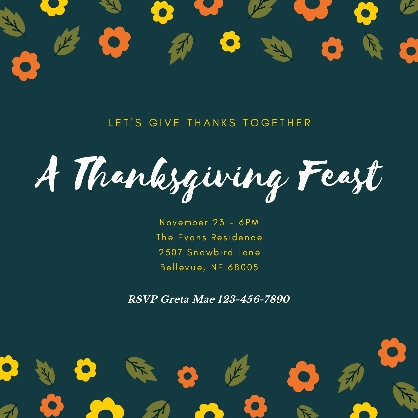 LET'S GIVE THANKS TOGETHER
A Thanksgiving Feast
November 23 - 6PM
The Evans Residence
2507 Snowbird Lane
Bellevue, NE 68005
RSVP Greta Mae 123-456-7890